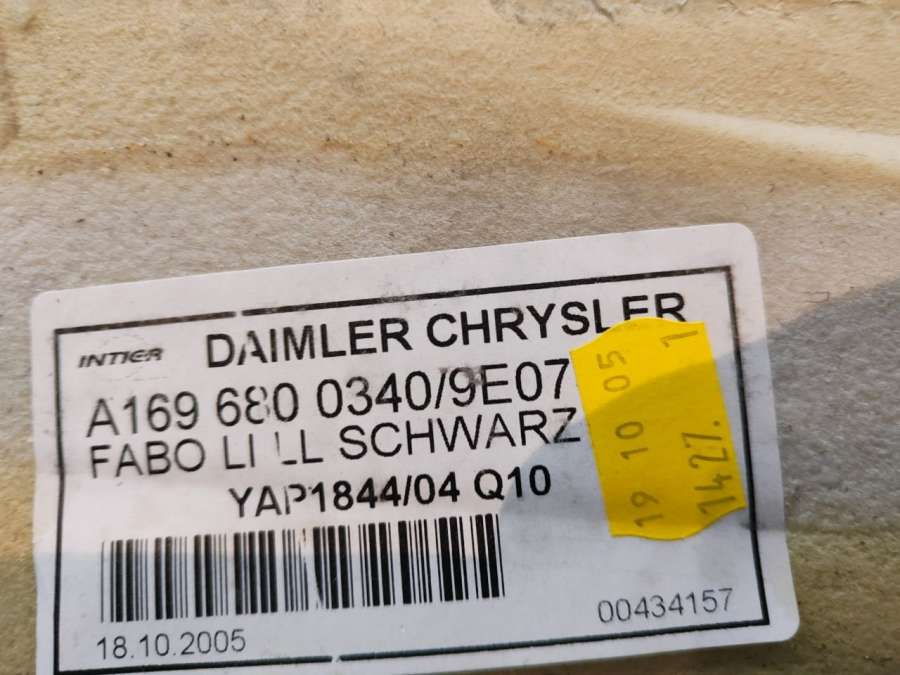 INTIER DAIMLER CHRYSLER
A169 680 0340/9E07
FABO LI LL SCHWARZ
YAP1844/04 Q10
18.10.2005
00434157
19 10 05 1
1427.